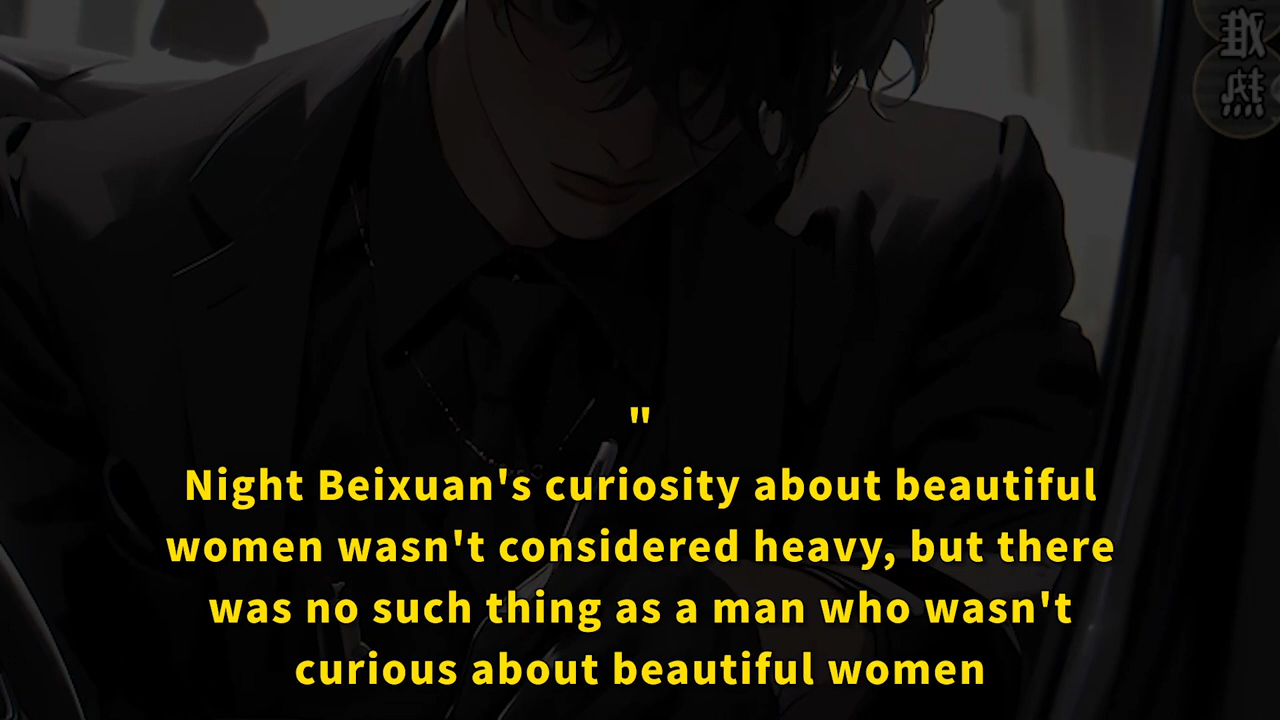 "
Night Beixuan's curiosity about beautiful
women wasn't considered heavy, but there
was no such thing as a man who wasn't
curious about beautiful women